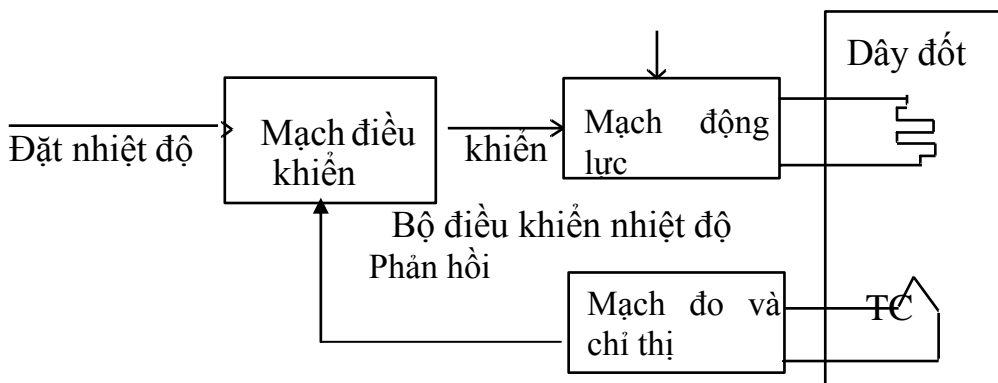 Dây đốt
Đặt nhiệt độ
Mạch điều
khiển
khiển
Mạch động
lực
Bộ điều khiển nhiệt độ
Phản hồi
Mạch đo và
chỉ thị
TC